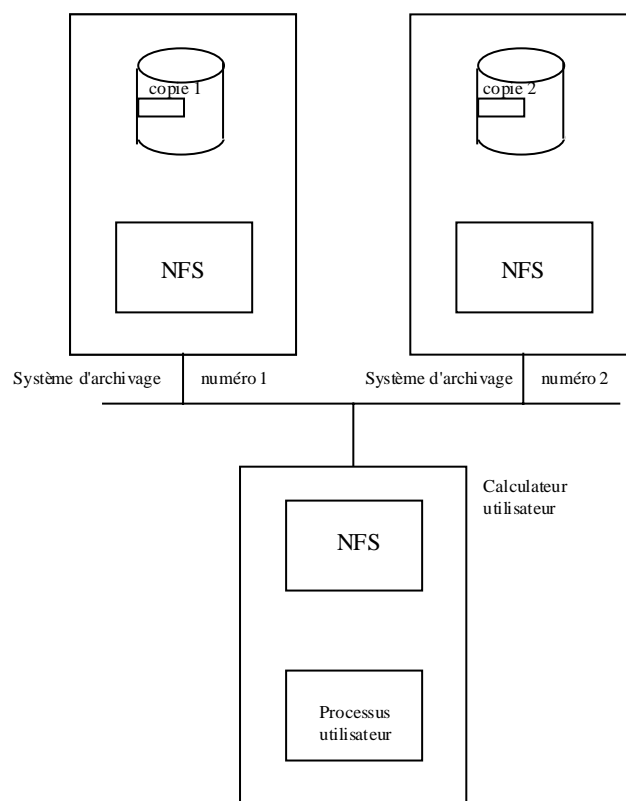 copie 1
copie 2
NFS
NFS
Système d'archivage numéro 1
Système d'archivage numéro 2
Calculateur
utilisateur
NFS
Processus
utilisateur